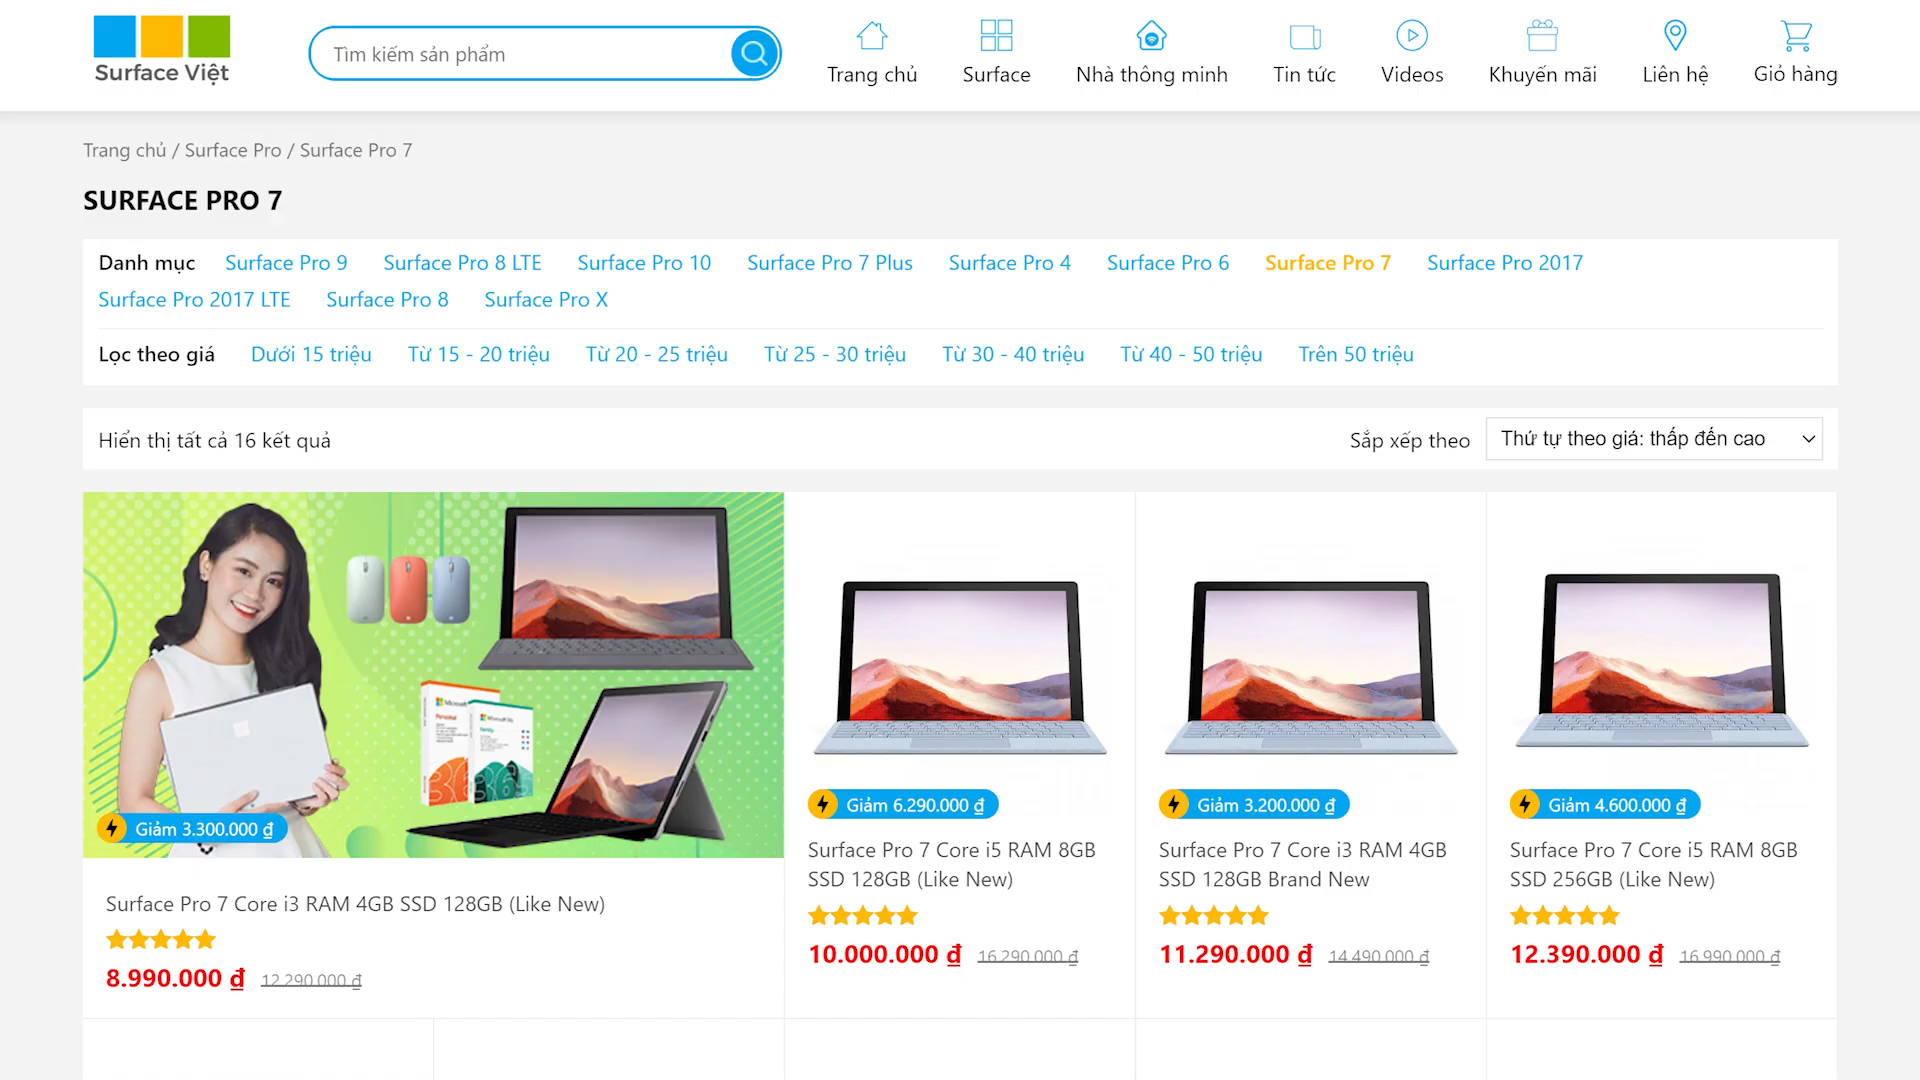 Surface Việt
Tìm kiếm sản phẩm
Trang chủ
Surface
Nhà thông minh
Tin tức
Videos
Khuyến mãi
Liên hệ
Giỏ hàng
Trang chủ / Surface Pro / Surface Pro 7
SURFACE PRO 7
Danh mục Surface Pro 9 Surface Pro 8 LTE Surface Pro 10 Surface Pro 7 Plus Surface Pro 4 Surface Pro 6 Surface Pro 7 Surface Pro 2017
Surface Pro 2017 LTE Surface Pro 8 Surface Pro X
Lọc theo giá Dưới 15 triệu Từ 15 - 20 triệu Từ 20 - 25 triệu Từ 25 - 30 triệu Từ 30 - 40 triệu Từ 40 - 50 triệu Trên 50 triệu
Hiển thị tất cả 16 kết quả
Sắp xếp theo Thứ tự theo giá: thấp đến cao
Microsoft
Personal
Family
Giảm 3.300.000 ₫
Surface Pro 7 Core i3 RAM 4GB SSD 128GB (Like New)
8.990.000 ₫ 12.290.000 ₫
Giảm 6.290.000 ₫
Surface Pro 7 Core i5 RAM 8GB
SSD 128GB (Like New)
10.000.000 ₫ 16.290.000 ₫
Giảm 3.200.000 ₫
Surface Pro 7 Core i3 RAM 4GB
SSD 128GB Brand New
11.290.000 ₫ 14.490.000 ₫
Giảm 4.600.000 ₫
Surface Pro 7 Core i5 RAM 8GB
SSD 256GB (Like New)
12.390.000 ₫ 16.990.000 ₫